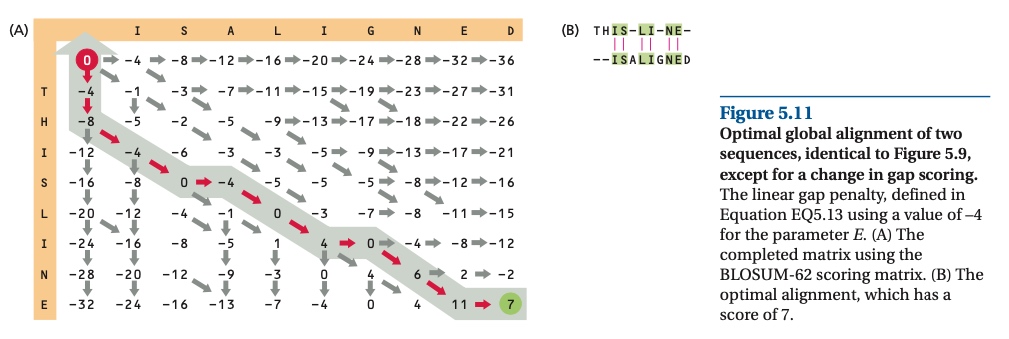 (A)
I S A L I G N E D
0 -4 -8 -12 -16 -20 -24 -28 -32 -36
T -4 -1 -3 -7 -11 -15 -19 -23 -27 -31
H -8 -5 -2 -5 -9 -13 -17 -18 -22 -26
I -12 -4 -6 -3 -3 -5 -9 -13 -17 -21
S -16 -8 0 -4 -5 -5 -5 -8 -12 -16
L -20 -12 -4 -1 0 -3 -7 -8 -11 -15
I -24 -16 -8 -5 1 4 0 -4 -8 -12
N -28 -20 -12 -9 -3 0 4 6 2 -2
E -32 -24 -16 -13 -7 -4 0 4 11 7
(B) THIS-LI-NE-
--ISALIGNED
Figure 5.11
Optimal global alignment of two
sequences, identical to Figure 5.9,
except for a change in gap scoring.
The linear gap penalty, defined in
Equation EQ5.13 using a value of –4
for the parameter E. (A) The
completed matrix using the
BLOSUM-62 scoring matrix. (B) The
optimal alignment, which has a
score of 7.